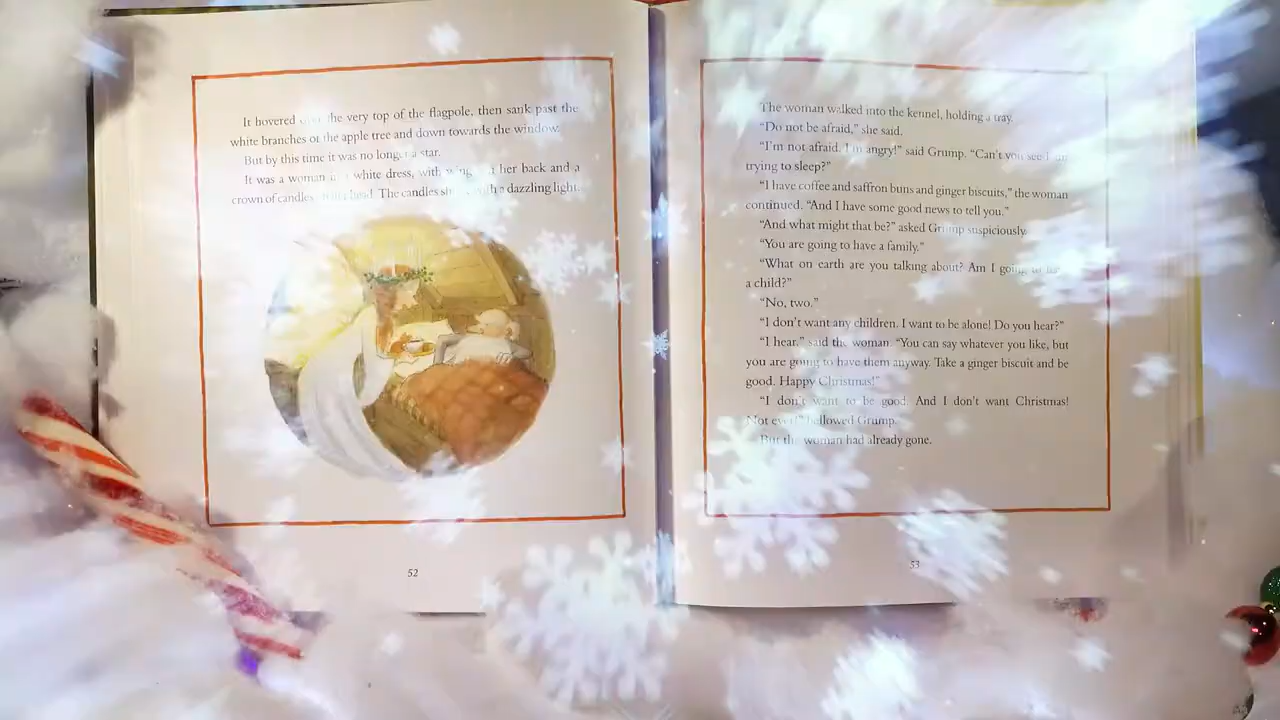 It hovered the very top of the flagpole, then sank past the
white branches of the apple tree and down towards the window.
But by this time it was no longer a star.
It was a woman white dress, with her back and a
crown of candles head. The candles with a dazzling light.
52
The woman walked into the kennel, holding a tray.
“Do not be afraid,” she said.
“I’m not afraid. I’m angry!” said Grump. “Can’t you see I
trying to sleep?”
“I have coffee and saffron buns and ginger biscuits,” the woman
continued. “And I have some good news to tell you.”
“And what might that be?” asked Grump suspiciously.
“You are going to have a family.”
“What on earth are you talking about? Am I going to
a child?”
“No, two.”
“I don’t want any children. I want to be alone! Do you hear?”
“I hear,” said the woman. “You can say whatever you like, but
you are going to have them anyway. Take a ginger biscuit and be
good. Happy Christmas!”
“I don’t want to be good. And I don’t want Christmas!
Not ever!” bellowed Grump.
But the woman had already gone.
53